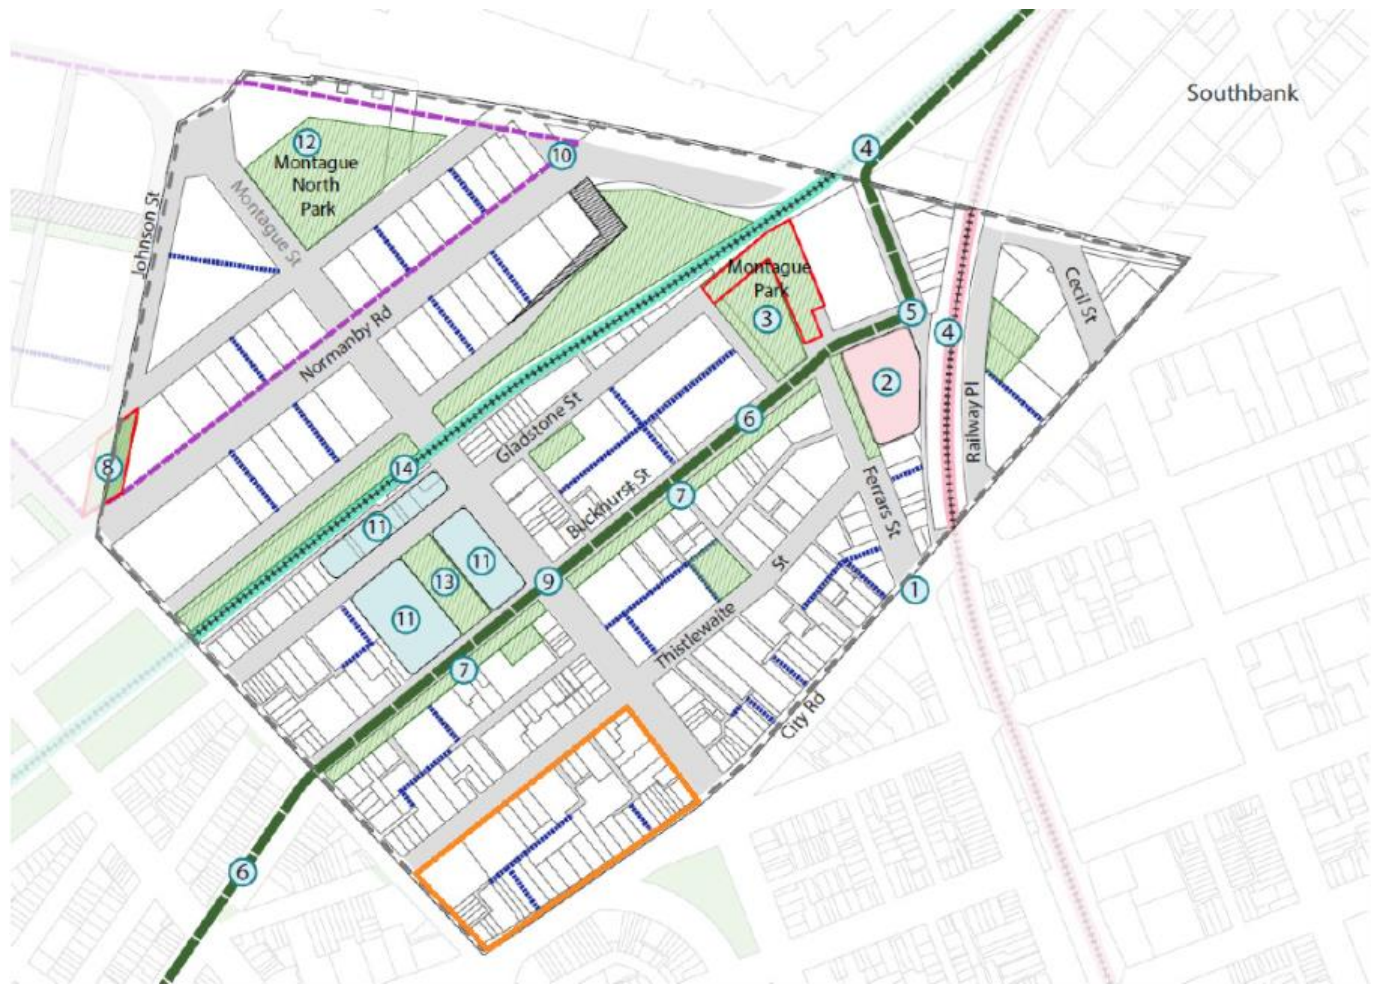 Southbank
4
12
Montague
North
Park
10
Johnson St
Montague St
Montague
Park
3
5
4
Cecil St
Normanby Rd
2
Railway Pl
6
Gladstone St
8
14
7
Ferrars St
Buckhurst St
11
11
13
9
1
11
Thistlewaite
St
7
City Rd
6